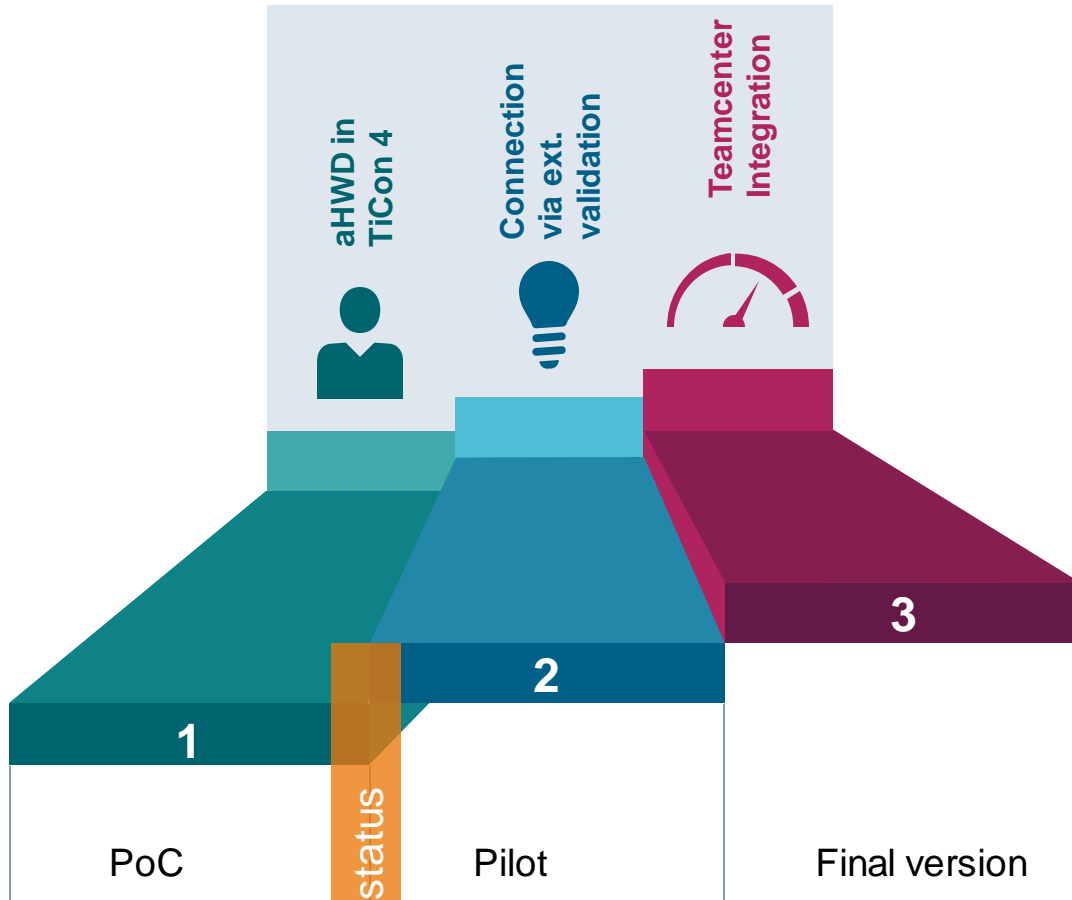 aHWD in
TiCon 4
Connection
via ext.
validation
Teamcenter
Integration
1
2
3
status
PoC
Pilot
Final version